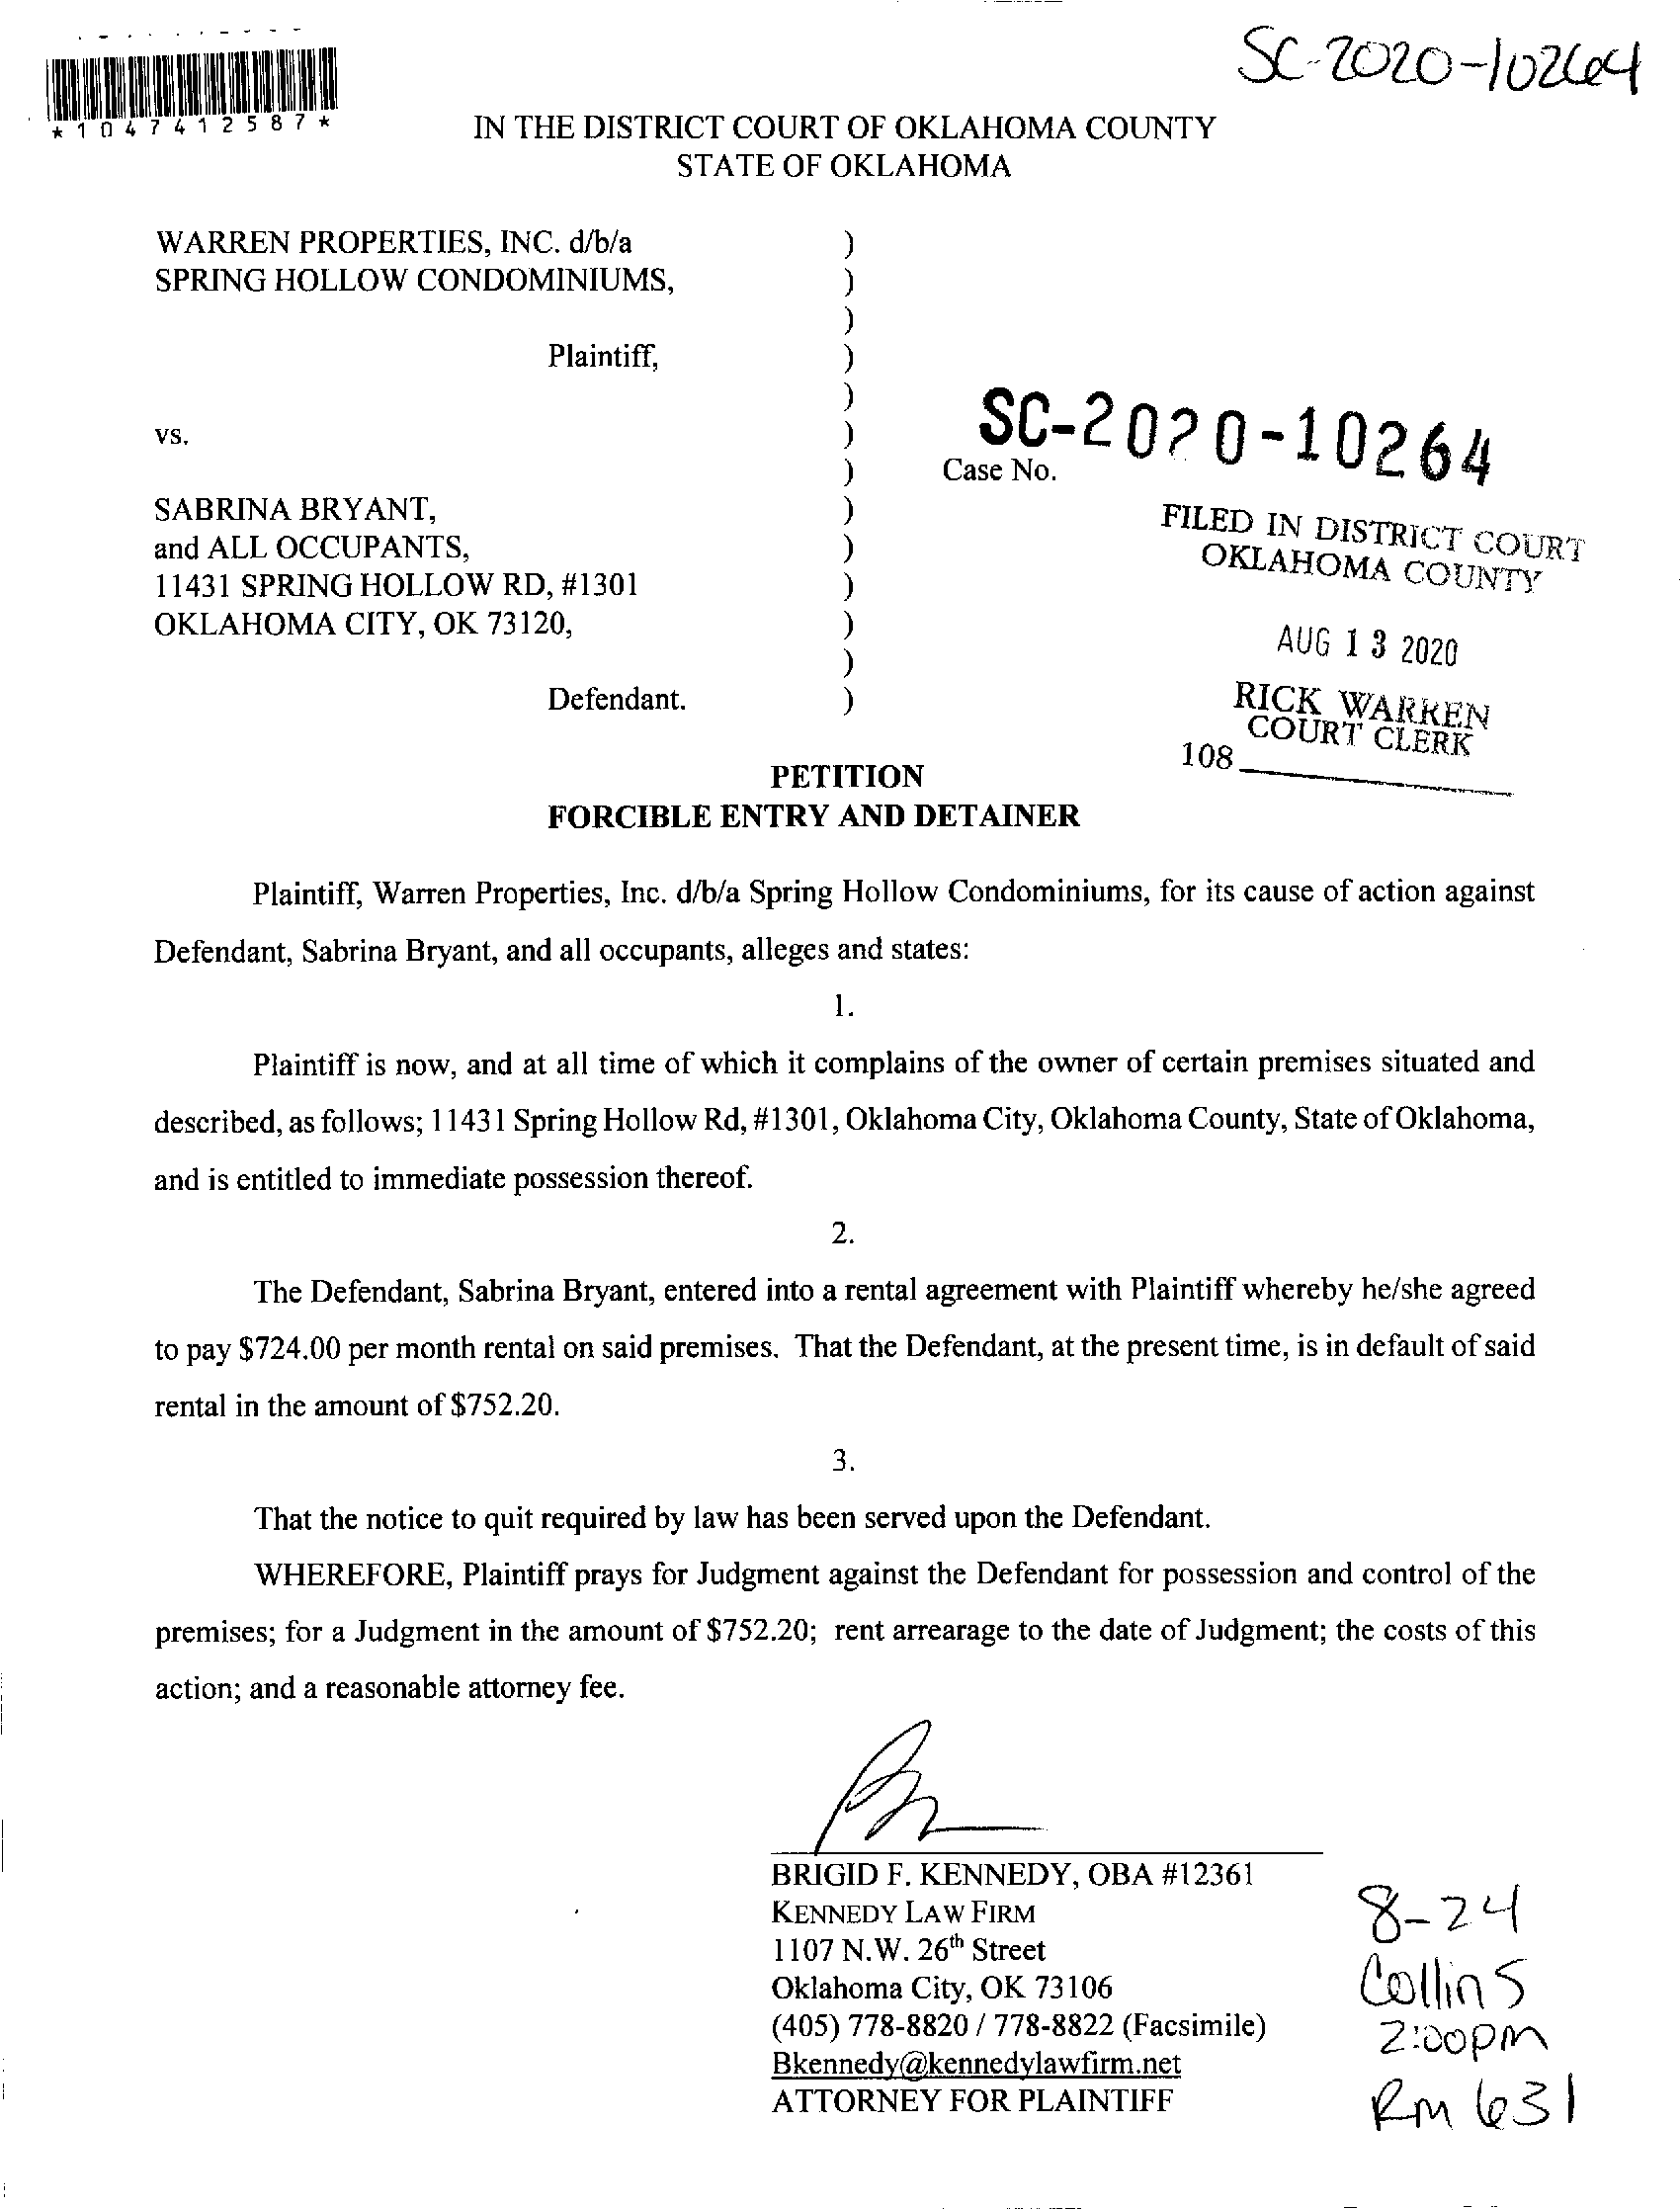 SC-2020-10264
*1047412587*
IN THE DISTRICT COURT OF OKLAHOMA COUNTY
STATE OF OKLAHOMA
WARREN PROPERTIES, INC. d/b/a )
SPRING HOLLOW CONDOMINIUMS, )
)
Plaintiff, )
)
vs. )
SC-2020-10264
) Case No.
SABRINA BRYANT, )
and ALL OCCUPANTS, )
11431 SPRING HOLLOW RD, #1301 )
OKLAHOMA CITY, OK 73120, )
)
Defendant. )
FILED IN DISTRICT COURT
OKLAHOMA COUNTY
AUG 13 2020
RICK WARREN
COURT CLERK
108
PETITION
FORCIBLE ENTRY AND DETAINER
Plaintiff, Warren Properties, Inc. d/b/a Spring Hollow Condominiums, for its cause of action against
Defendant, Sabrina Bryant, and all occupants, alleges and states:
1.
Plaintiff is now, and at all time of which it complains of the owner of certain premises situated and
described, as follows; 11431 Spring Hollow Rd, #1301, Oklahoma City, Oklahoma County, State of Oklahoma,
and is entitled to immediate possession thereof.
2.
The Defendant, Sabrina Bryant, entered into a rental agreement with Plaintiff whereby he/she agreed
to pay $724.00 per month rental on said premises. That the Defendant, at the present time, is in default of said
rental in the amount of $752.20.
3.
That the notice to quit required by law has been served upon the Defendant.
WHEREFORE, Plaintiff prays for Judgment against the Defendant for possession and control of the
premises; for a Judgment in the amount of $752.20; rent arrearage to the date of Judgment; the costs of this
action; and a reasonable attorney fee.
BRIGID F. KENNEDY, OBA #12361
KENNEDY LAW FIRM
1107 N.W. 26th Street
Oklahoma City, OK 73106
(405) 778-8820 / 778-8822 (Facsimile)
Bkennedy@kennedylawfirm.net
ATTORNEY FOR PLAINTIFF
8-24
Collins
2:00pm
Rm 631